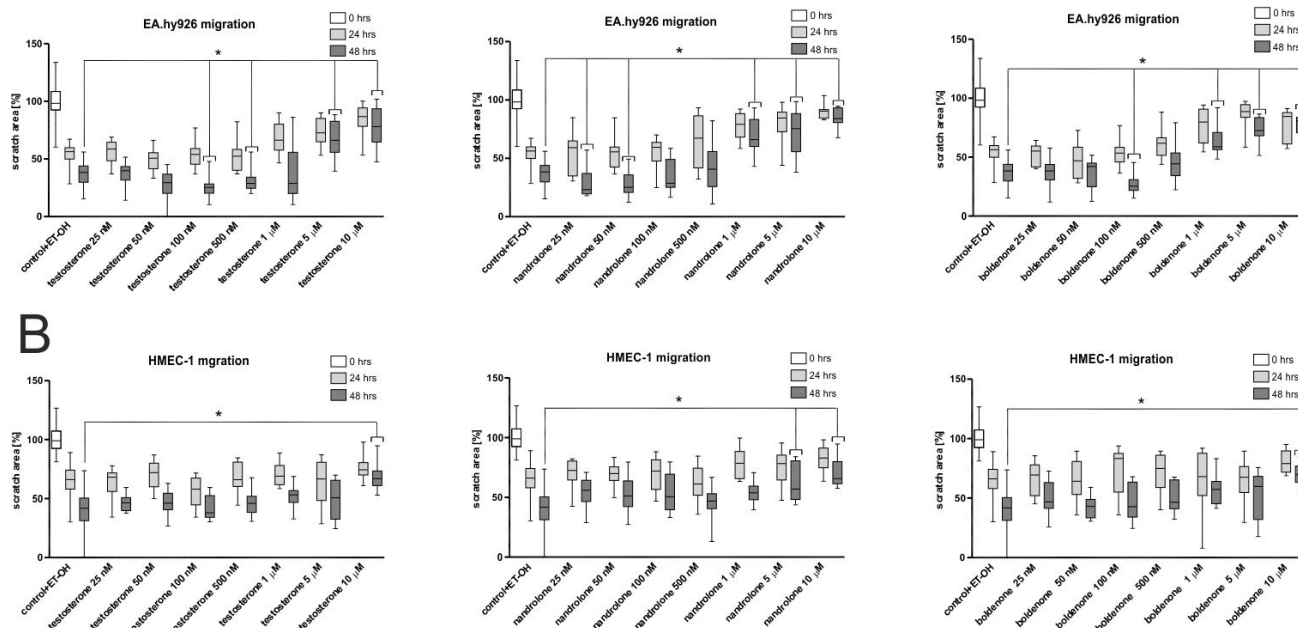 EA.hy926 migration
0 hrs
24 hrs
48 hrs
*
scratch area [%]
150
100
50
0
control+ET-OH
testosterone 25 nM
testosterone 50 nM
testosterone 100 nM
testosterone 500 nM
testosterone 1 μM
testosterone 5 μM
testosterone 10 μM
EA.hy926 migration
0 hrs
24 hrs
48 hrs
*
scratch area [%]
150
100
50
0
control+ET-OH
nandrolone 25 nM
nandrolone 50 nM
nandrolone 100 nM
nandrolone 500 nM
nandrolone 1 μM
nandrolone 5 μM
nandrolone 10 μM
EA.hy926 migration
0 hrs
24 hrs
48 hrs
*
scratch area [%]
150
100
50
0
control+ET-OH
boldenone 25 nM
boldenone 50 nM
boldenone 100 nM
boldenone 500 nM
boldenone 1 μM
boldenone 5 μM
boldenone 10 μM
B
HMEC-1 mgration
0 hrs
24 hrs
48 hrs
*
scratch area [%]
150
100
50
0
control+ET-OH
testosterone 25 nM
testosterone 50 nM
testosterone 100 nM
testosterone 500 nM
testosterone 1 μM
testosterone 5 μM
testosterone 10 μM
HMEC-1 migration
0 hrs
24 hrs
48 hrs
*
scratch area [%]
150
100
50
0
control+ET-OH
nandrolone 25 nM
nandrolone 50 nM
nandrolone 100 nM
nandrolone 500 nM
nandrolone 1 μM
nandrolone 5 μM
nandrolone 10 μM
HMEC-1 migration
0 hrs
24 hrs
48 hrs
*
scratch area [%]
150
100
50
0
control+ET-OH
boldenone 25 nM
boldenone 50 nM
boldenone 100 nM
boldenone 500 nM
boldenone 1 μM
boldenone 5 μM
boldenone 10 μM